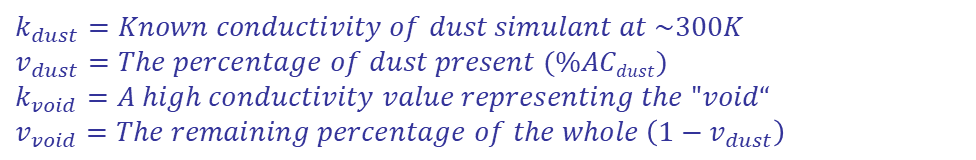 k_dust = Known conductivity of dust simulant at ~300K
v_dust = The percentage of dust present (%AC_dust)
k_void = A high conductivity value representing the "void“
v_void = The remaining percentage of the whole (1 − v_dust)